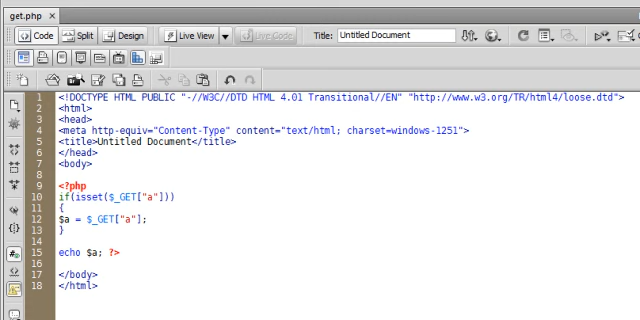 get.php ×
Code Split Design Live View Live Code Title: Untitled Document
1 <!DOCTYPE HTML PUBLIC "-//W3C//DTD HTML 4.01 Transitional//EN" "http://www.w3.org/TR/html4/loose.dtd">
2 <html>
3 <head>
4 <meta http-equiv="Content-Type" content="text/html; charset=windows-1251">
5 <title>Untitled Document</title>
6 </head>
7 <body>
8
9 <?php
10 if(isset($_GET["a"]))
11 {
12 $a = $_GET["a"];
13 }
14
15 echo $a; ?>
16
17 </body>
18 </html>